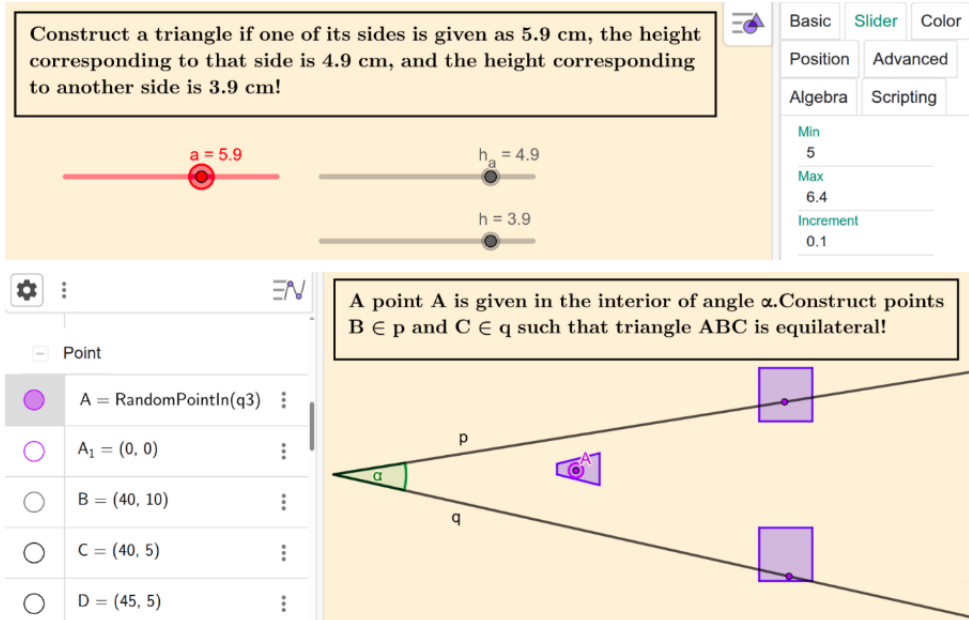 Construct a triangle if one of its sides is given as 5.9 cm, the height
corresponding to that side is 4.9 cm, and the height corresponding
to another side is 3.9 cm!
a = 5.9
hₐ = 4.9
h = 3.9
Basic Slider Color
Position Advanced
Algebra Scripting
Min
5
Max
6.4
Increment
0.1
Point
A = RandomPointIn(q3)
A₁ = (0, 0)
B = (40, 10)
C = (40, 5)
D = (45, 5)
A point A is given in the interior of angle α.Construct points
B ∈ p and C ∈ q such that triangle ABC is equilateral!
p
A
α
q